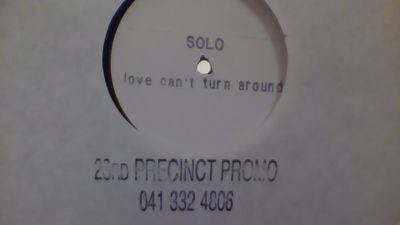 SOLO
love can't turn around
23RD PRECINCT PROMO
041 332 4806